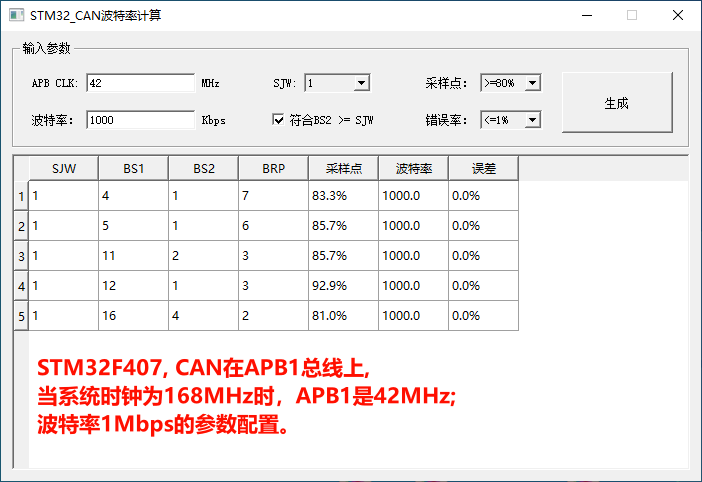 STM32_CAN波特率计算
输入参数
APB CLK: 42 MHz SJW: 1 采样点: >=80% 生成
波特率: 1000 Kbps 符合BS2 >= SJW 错误率: <=1%
SJW BS1 BS2 BRP 采样点 波特率 误差
1 1 4 1 7 83.3% 1000.0 0.0%
2 1 5 1 6 85.7% 1000.0 0.0%
3 1 11 2 3 85.7% 1000.0 0.0%
4 1 12 1 3 92.9% 1000.0 0.0%
5 1 16 4 2 81.0% 1000.0 0.0%
STM32F407, CAN在APB1总线上,
当系统时钟为168MHz时，APB1是42MHz;
波特率1Mbps的参数配置。